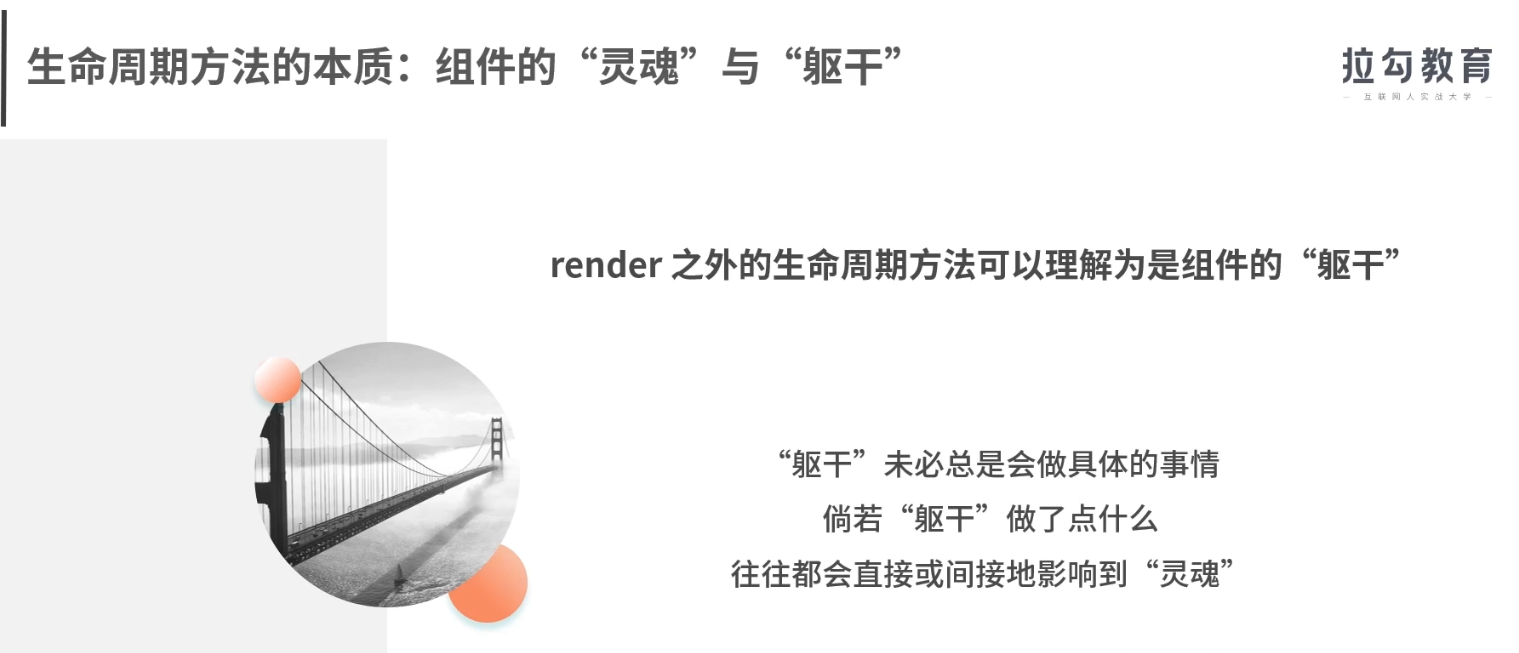 生命周期方法的本质：组件的“灵魂”与“躯干”
拉勾教育
— 互联网人实战大学 —
render 之外的生命周期方法可以理解为是组件的“躯干”
“躯干”未必总是会做具体的事情
倘若“躯干”做了点什么
往往都会直接或间接地影响到“灵魂”